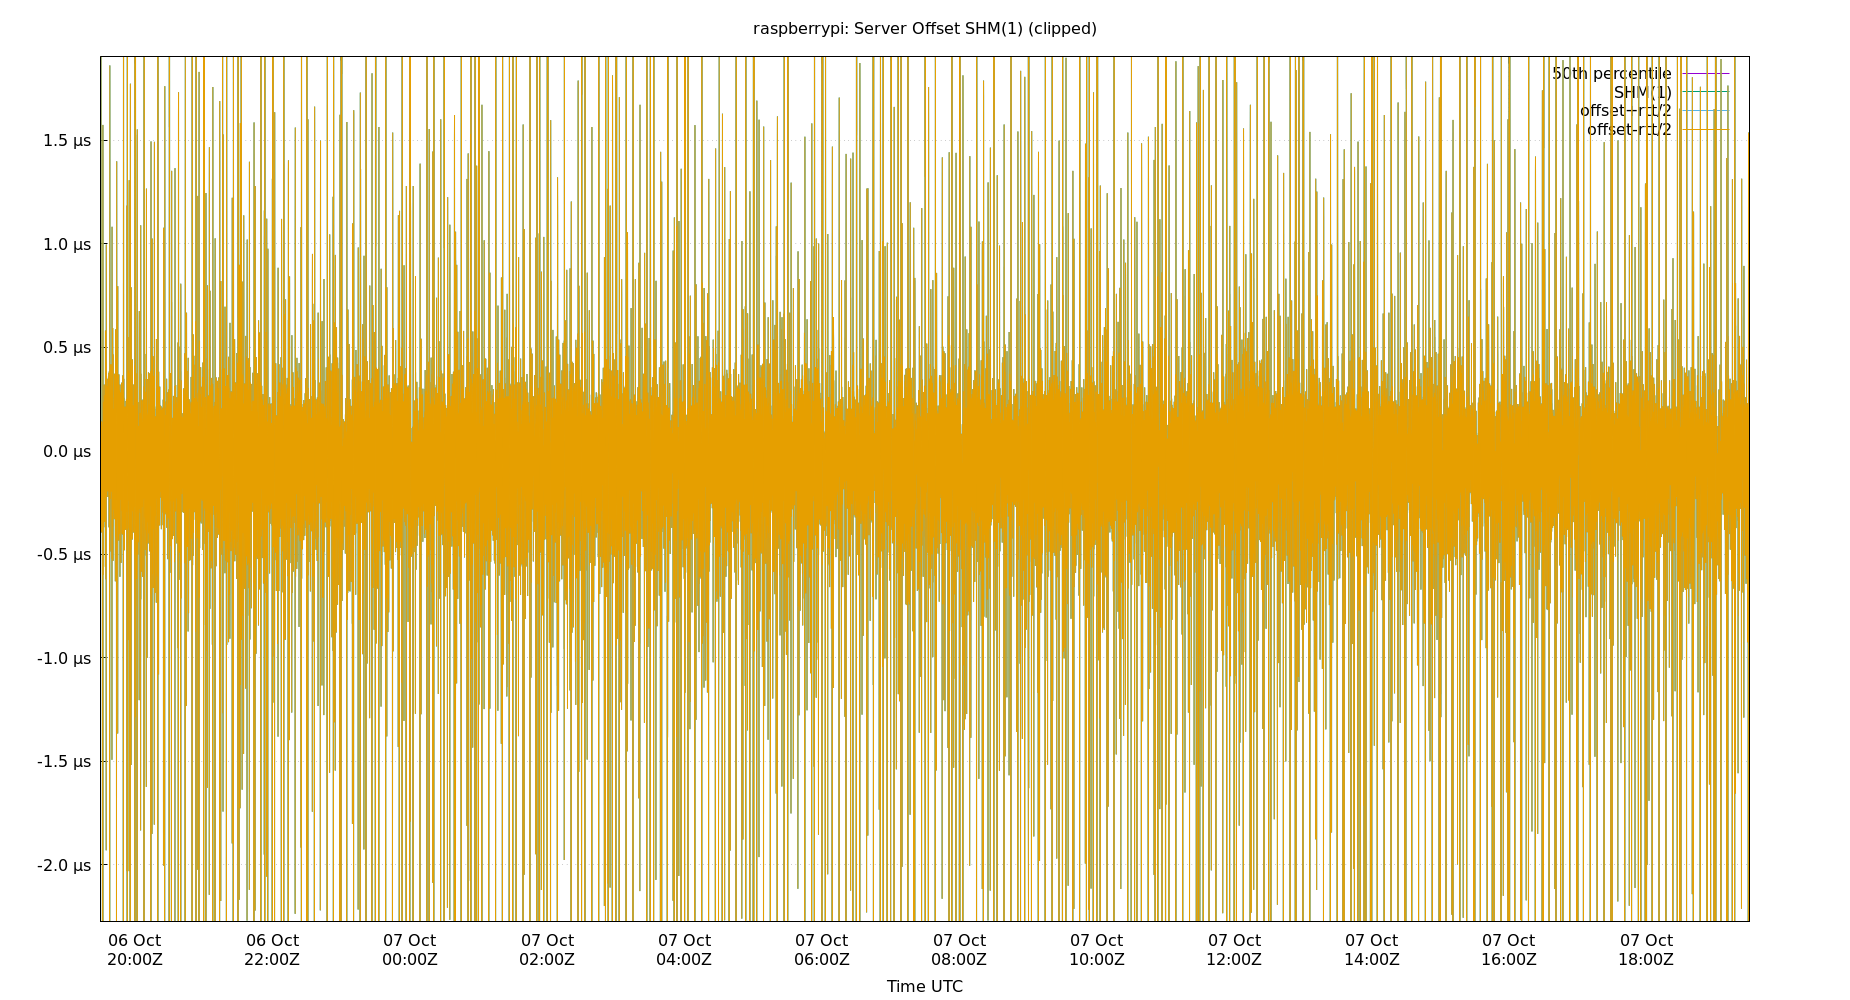 raspberrypi: Server Offset SHM(1) (clipped)
50th percentile
SHM(1)
offset+rtt/2
offset-rtt/2
1.5 µs
1.0 µs
0.5 µs
0.0 µs
-0.5 µs
-1.0 µs
-1.5 µs
-2.0 µs
06 Oct 06 Oct 07 Oct 07 Oct 07 Oct 07 Oct 07 Oct 07 Oct 07 Oct 07 Oct 07 Oct 07 Oct
20:00Z 22:00Z 00:00Z 02:00Z 04:00Z 06:00Z 08:00Z 10:00Z 12:00Z 14:00Z 16:00Z 18:00Z
Time UTC